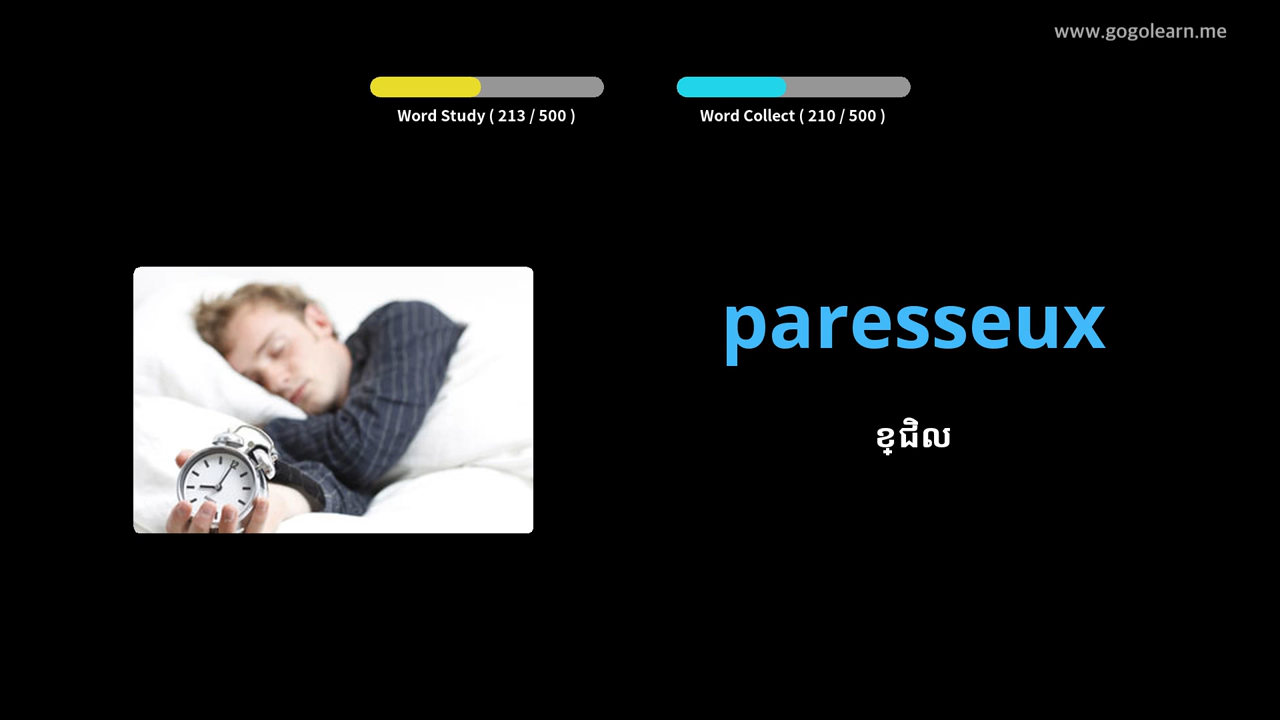 www.gogolearn.me
Word Study ( 213 / 500 )
Word Collect ( 210 / 500 )
paresseux
ខ្ជិល